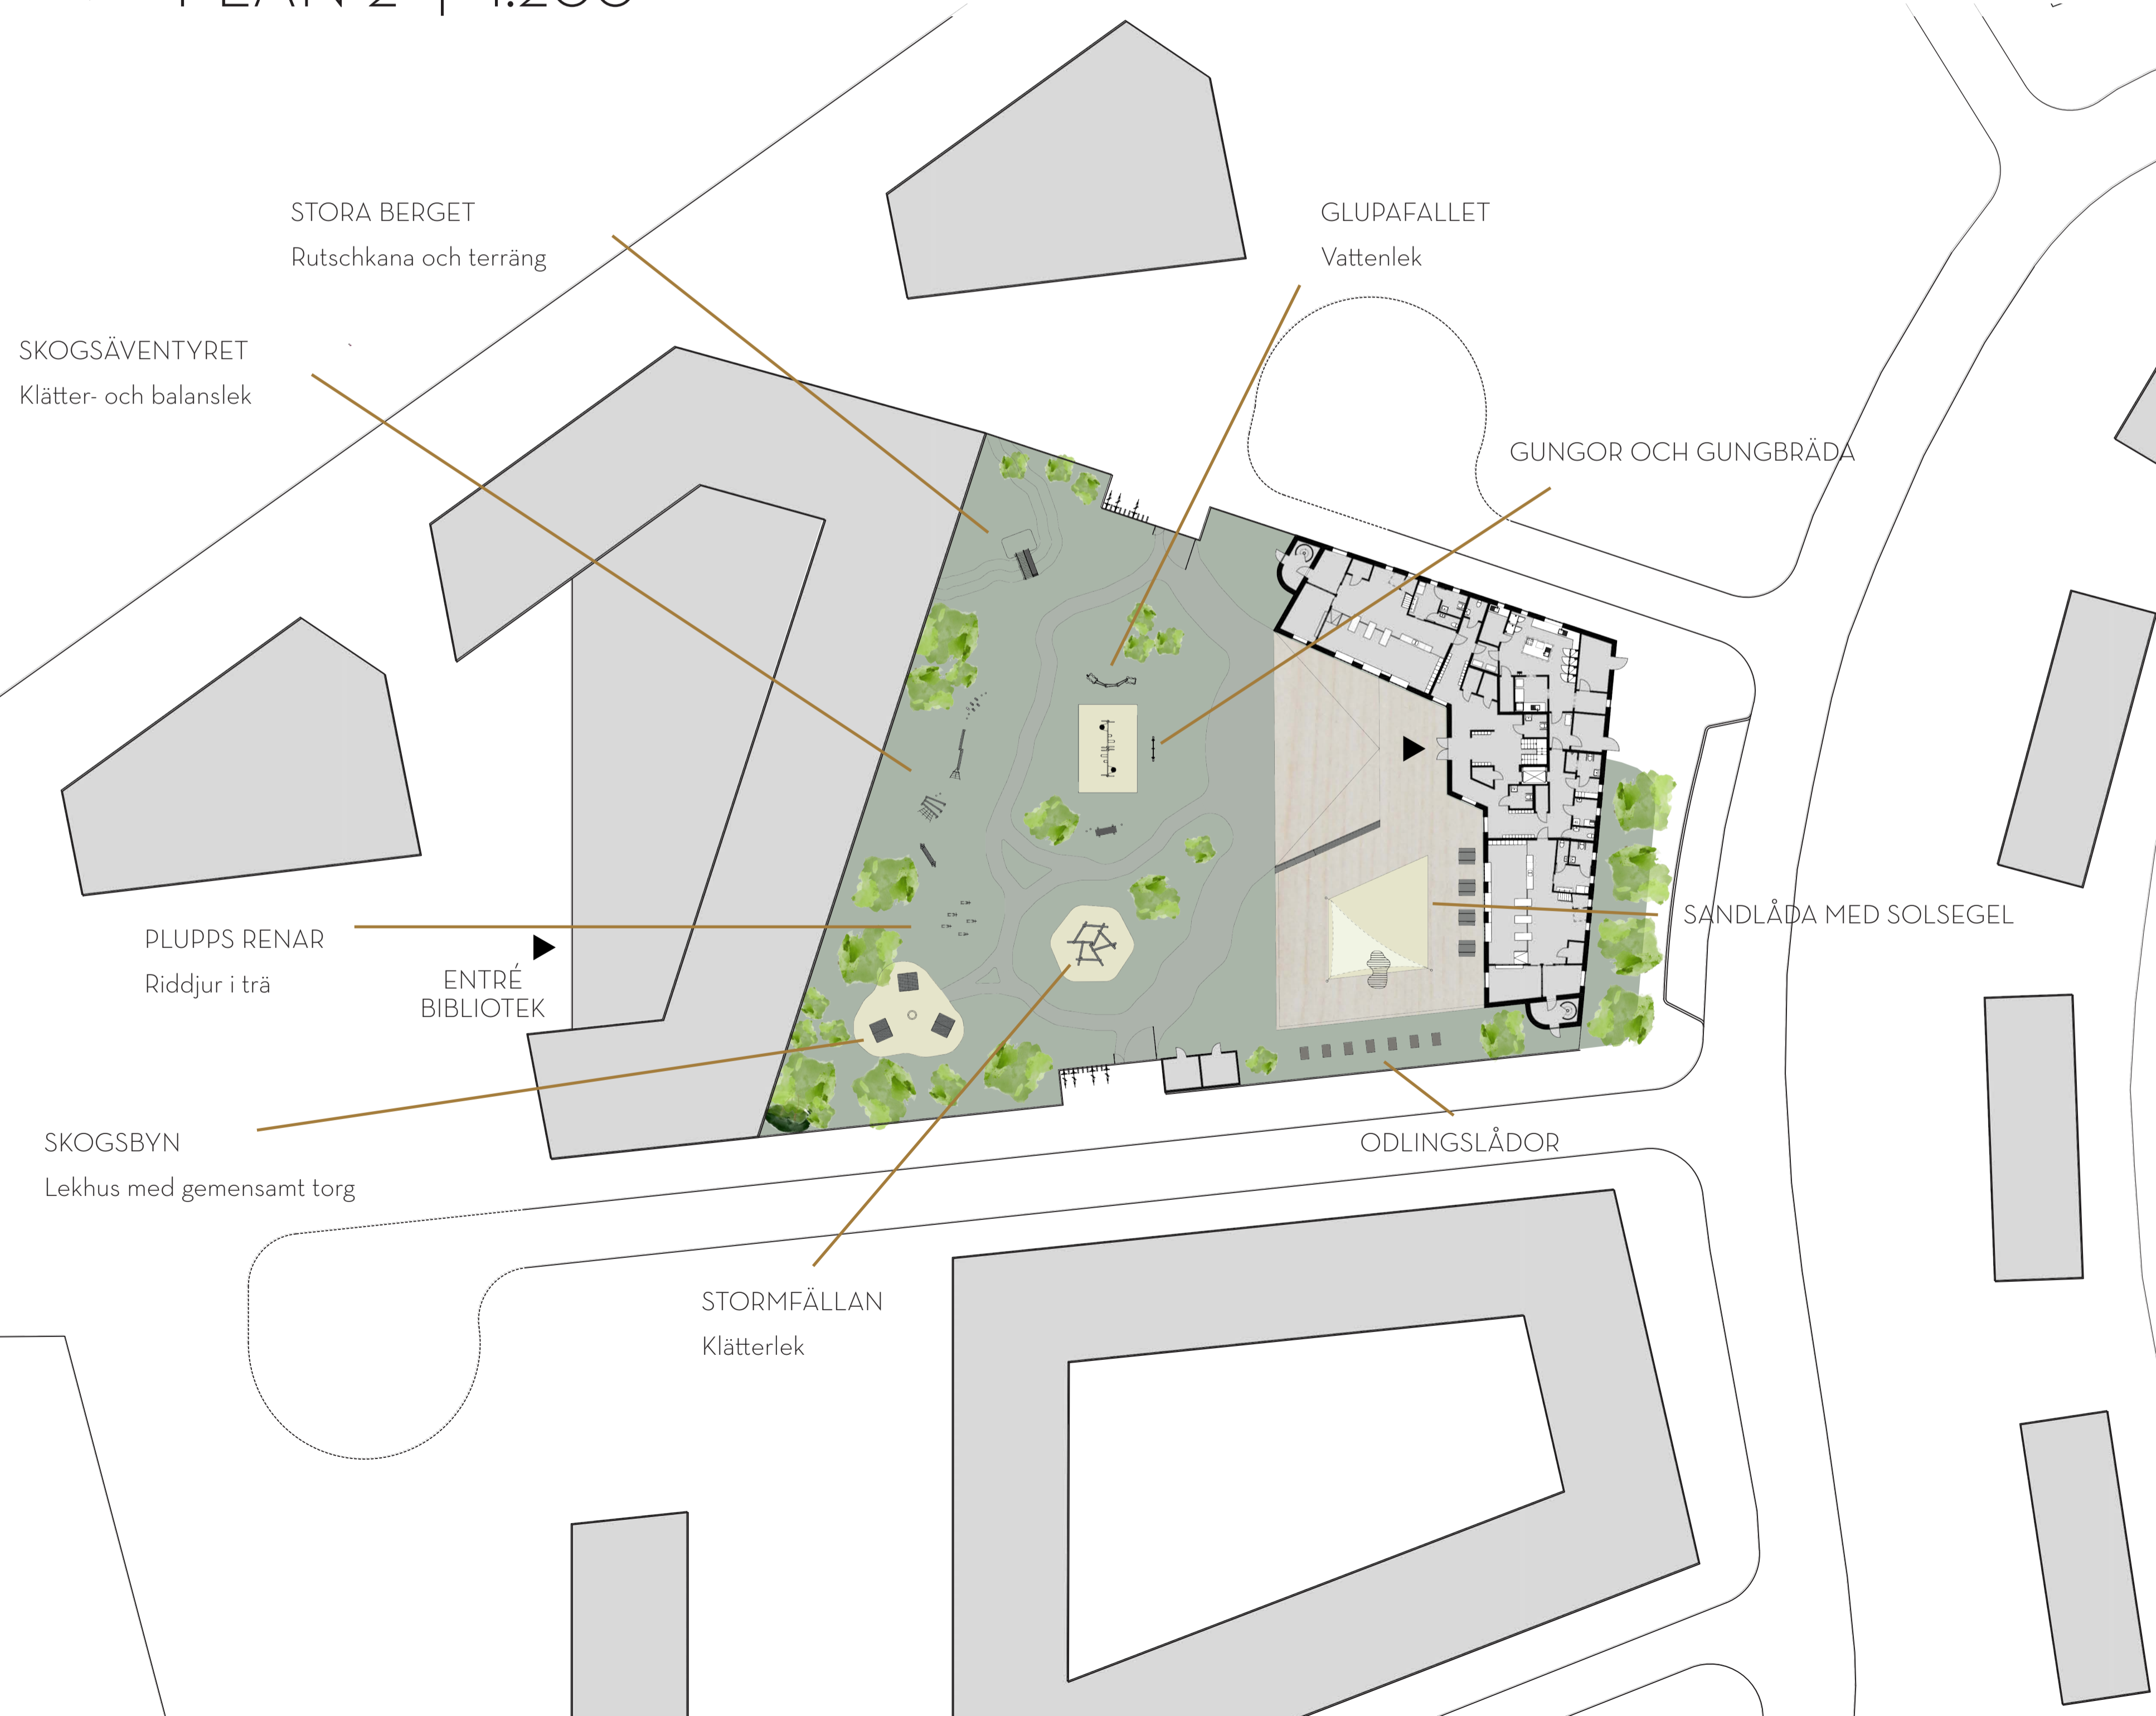 STORA BERGET
Rutschkana och terräng
GLUPAFALLET
Vattenlek
SKOGSÄVENTYRET
Klätter- och balanslek
GUNGOR OCH GUNGBRÄDA
PLUPPS RENAR
Riddjur i trä
ENTRÉ
BIBLIOTEK
SANDLÅDA MED SOLSEGEL
SKOGSBYN
Lekhus med gemensamt torg
ODLINGSLÅDOR
STORMFÄLLAN
Klätterlek